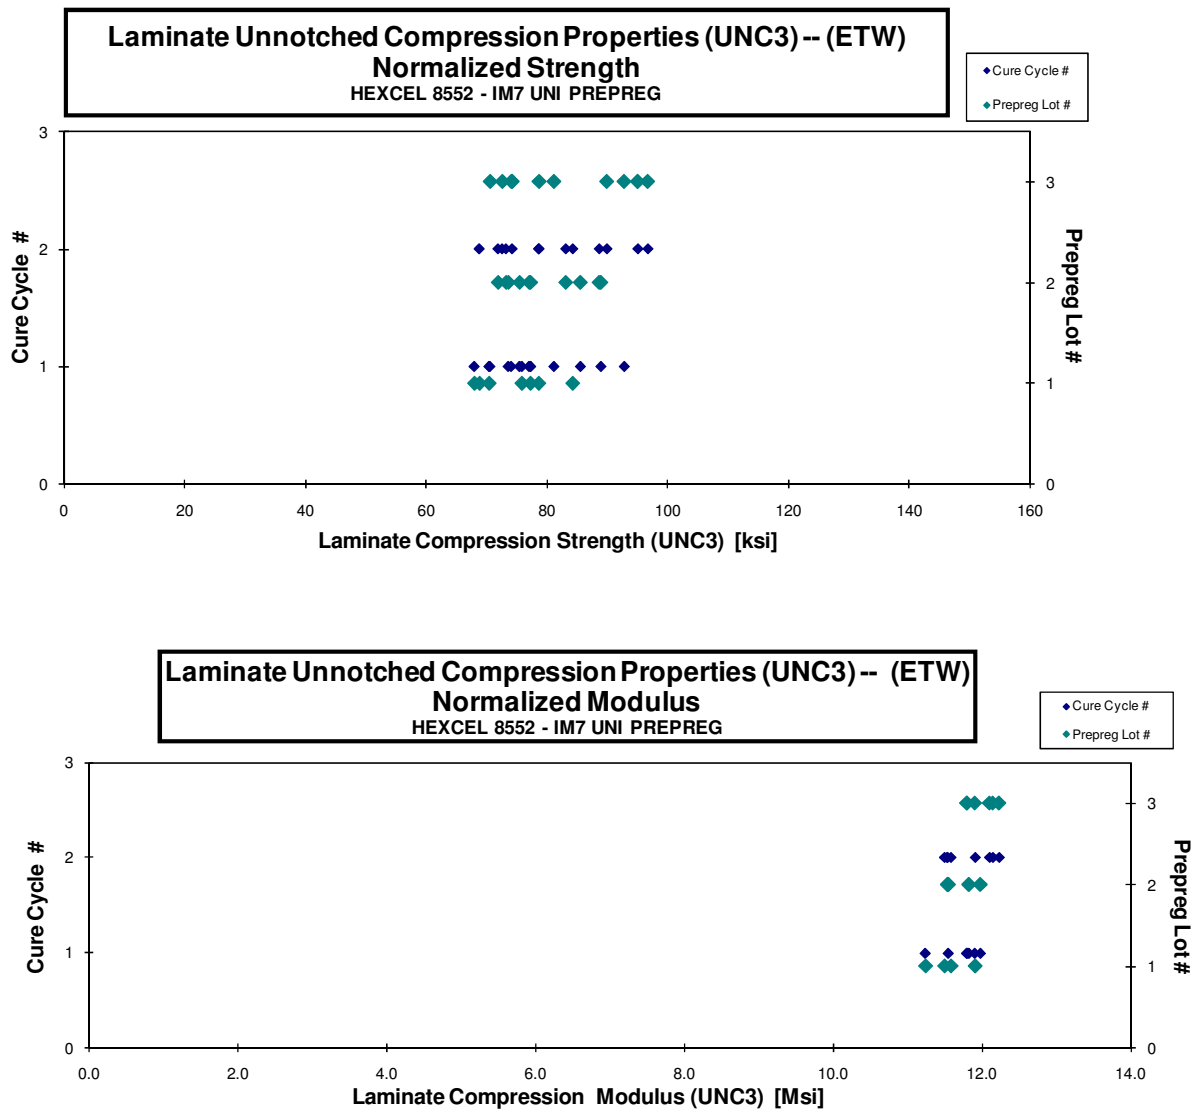 Laminate Unnotched Compression Properties (UNC3) -- (ETW)
Normalized Strength
HEXCEL 8552 - IM7 UNI PREPREG
Cure Cycle #
Prepreg Lot #
3
2
1
0
Cure Cycle #
3
2
1
0
Prepreg Lot #
0 20 40 60 80 100 120 140 160
Laminate Compression Strength (UNC3) [ksi]
Laminate Unnotched Compression Properties (UNC3) -- (ETW)
Normalized Modulus
HEXCEL 8552 - IM7 UNI PREPREG
Cure Cycle #
Prepreg Lot #
3
2
1
0
Cure Cycle #
3
2
1
0
Prepreg Lot #
0.0 2.0 4.0 6.0 8.0 10.0 12.0 14.0
Laminate Compression Modulus (UNC3) [Msi]